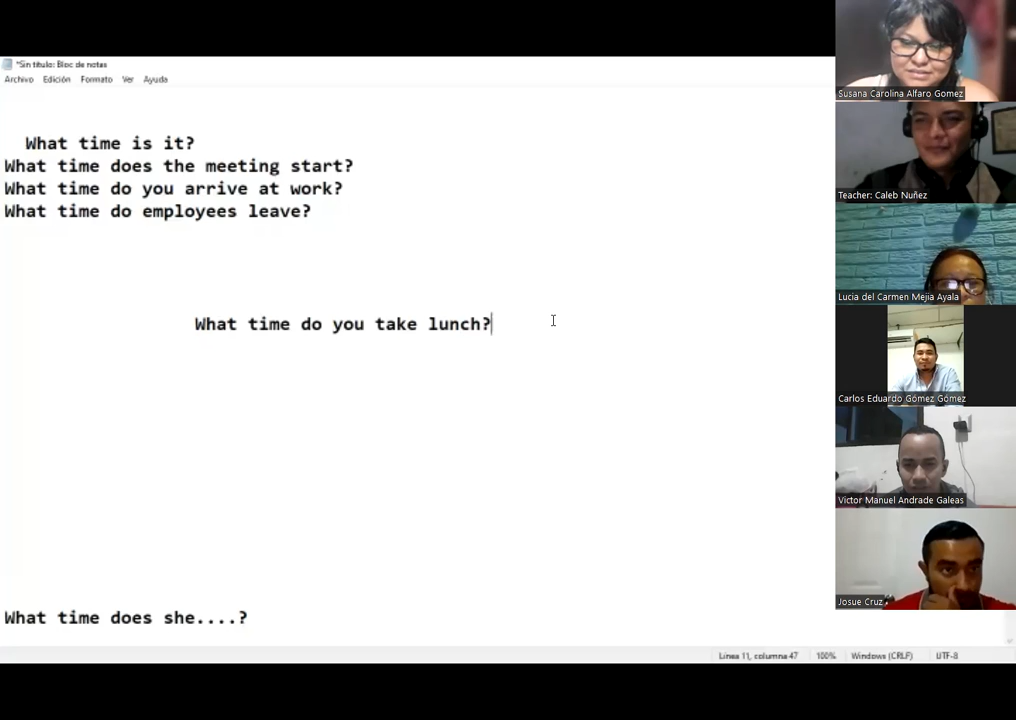 *Sin título: Bloc de notas
Archivo Edición Formato Ver Ayuda
What time is it?
What time does the meeting start?
What time do you arrive at work?
What time do employees leave?
What time do you take lunch?
What time does she....?
Línea 11, columna 47 100% Windows (CRLF) UTF-8
Susana Carolina Alfaro Gomez
Teacher: Caleb Nuñez
Lucia del Carmen Mejia Ayala
Carlos Eduardo Gómez Gómez
Victor Manuel Andrade Galeas
Josue Cruz